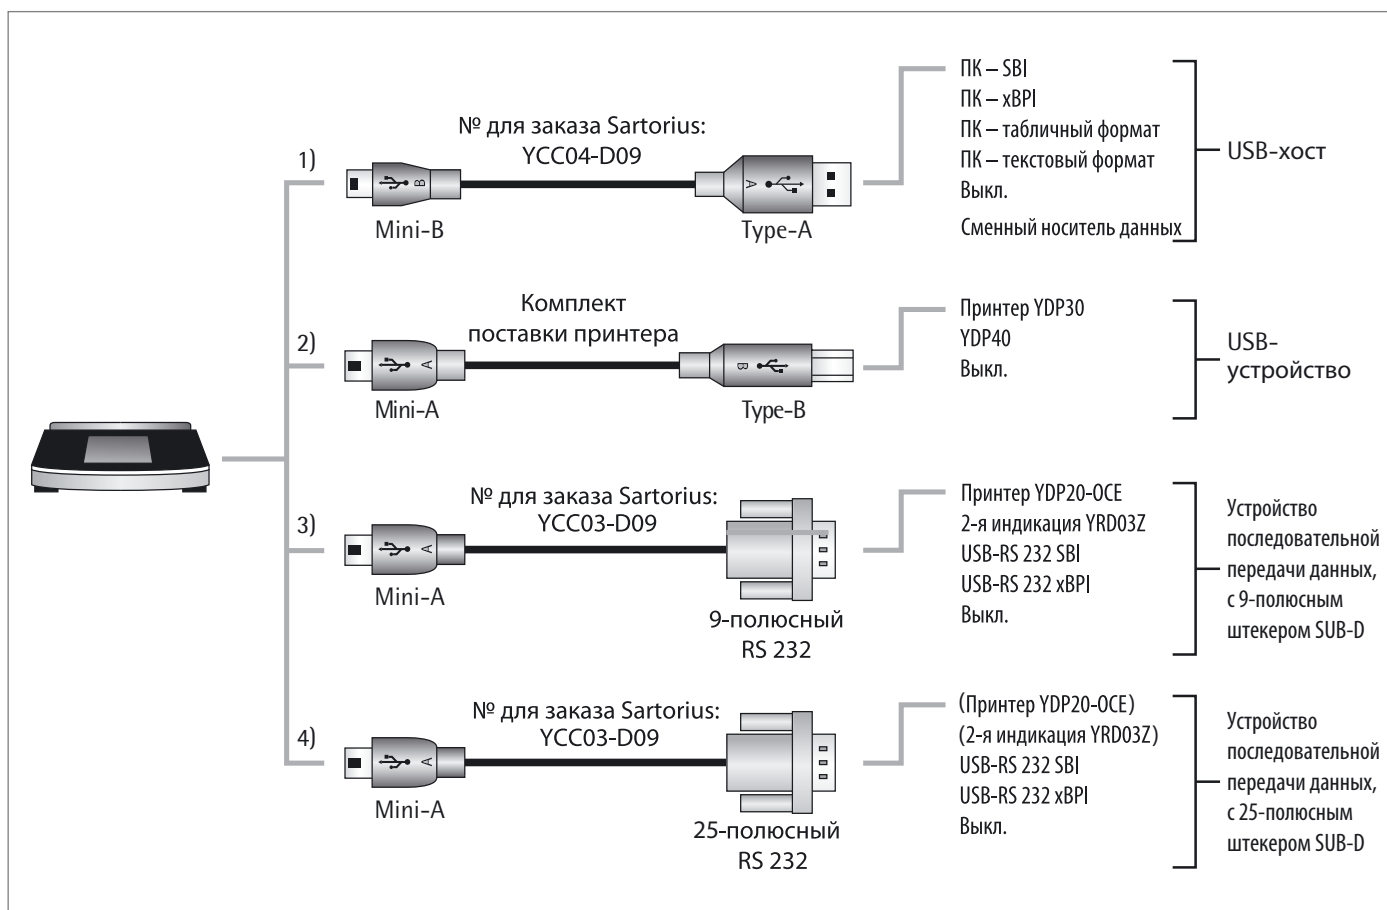 1)
№ для заказа Sartorius:
YCC04-D09
B
A
Mini-B
Type-A
ПК – SBI
ПК – xBPI
ПК – табличный формат
ПК – текстовый формат
Выкл.
Сменный носитель данных
USB-хост
2)
Комплект
поставки принтера
A
B
Mini-A
Type-B
Принтер YDP30
YDP40
Выкл.
USB-
устройство
3)
№ для заказа Sartorius:
YCC03-D09
A
Mini-A
9-полюсный
RS 232
Принтер YDP20-OCE
2-я индикация YRD03Z
USB-RS 232 SBI
USB-RS 232 xBPI
Выкл.
Устройство
последовательной
передачи данных,
с 9-полюсным
штекером SUB-D
4)
№ для заказа Sartorius:
YCC03-D09
A
Mini-A
25-полюсный
RS 232
(Принтер YDP20-OCE)
(2-я индикация YRD03Z)
USB-RS 232 SBI
USB-RS 232 xBPI
Выкл.
Устройство
последовательной
передачи данных,
с 25-полюсным
штекером SUB-D